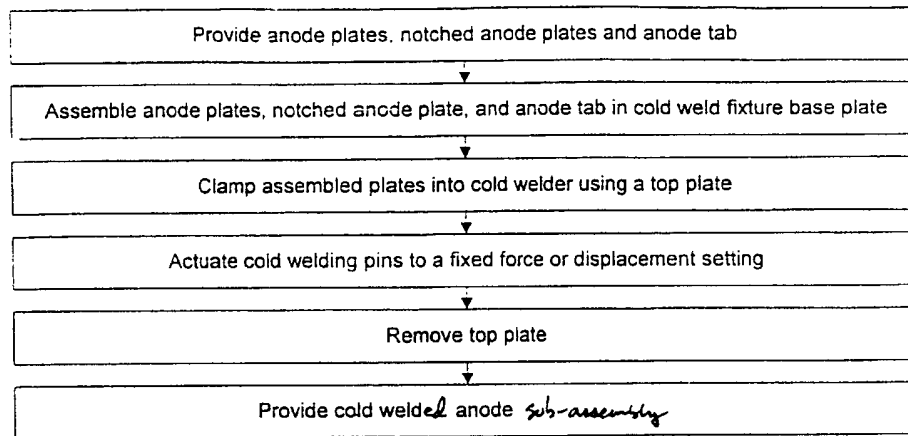 Provide anode plates, notched anode plates and anode tab
Assemble anode plates, notched anode plate, and anode tab in cold weld fixture base plate
Clamp assembled plates into cold welder using a top plate
Actuate cold welding pins to a fixed force or displacement setting
Remove top plate
Provide cold welded anode sub-assembly